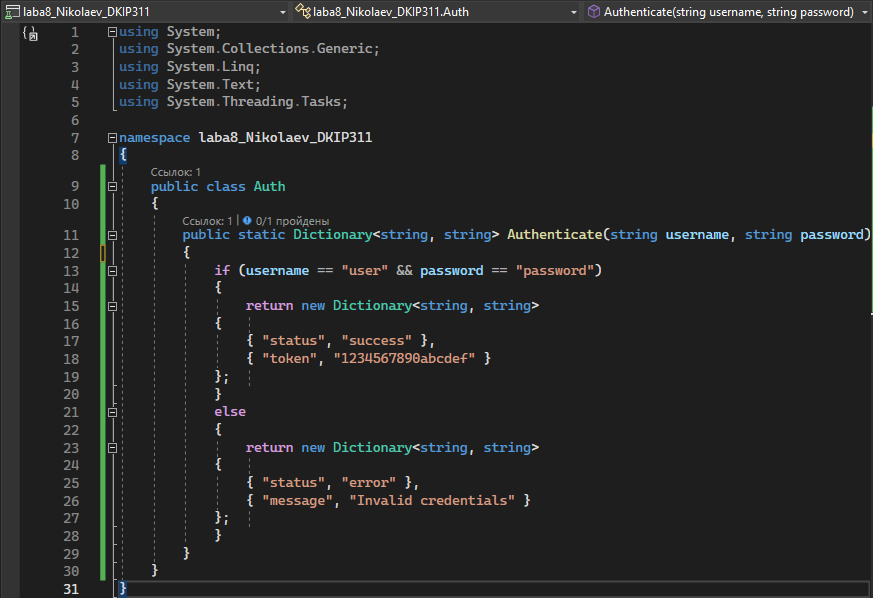 laba8_Nikolaev_DKIP311 laba8_Nikolaev_DKIP311.Auth Authenticate(string username, string password)
1 using System;
2 using System.Collections.Generic;
3 using System.Linq;
4 using System.Text;
5 using System.Threading.Tasks;
6
7 namespace laba8_Nikolaev_DKIP311
8 {
Ссылок: 1
9 public class Auth
10 {
Ссылок: 1 | 0/1 пройдены
11 public static Dictionary<string, string> Authenticate(string username, string password)
12 {
13 if (username == "user" && password == "password")
14 {
15 return new Dictionary<string, string>
16 {
17 { "status", "success" },
18 { "token", "1234567890abcdef" }
19 };
20 }
21 else
22 {
23 return new Dictionary<string, string>
24 {
25 { "status", "error" },
26 { "message", "Invalid credentials" }
27 };
28 }
29 }
30 }
31 }